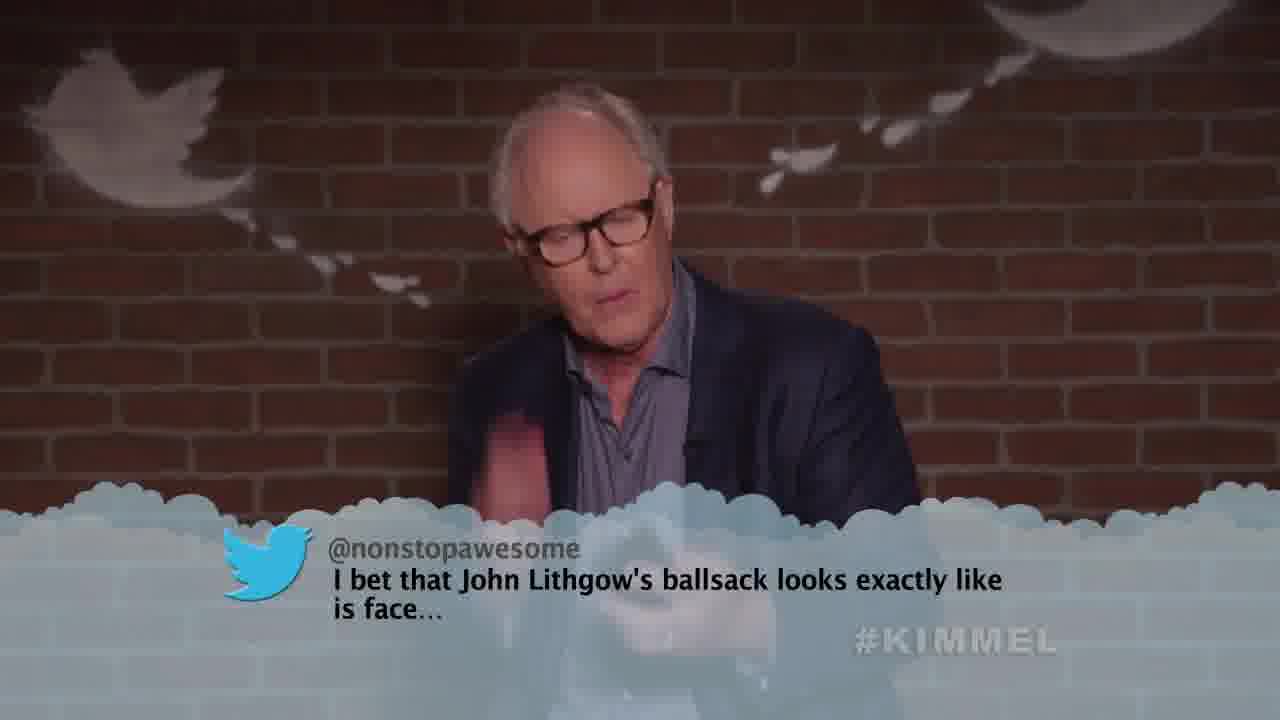 @nonstopawesome
I bet that John Lithgow's ballsack looks exactly like
is face...
#KIMMEL